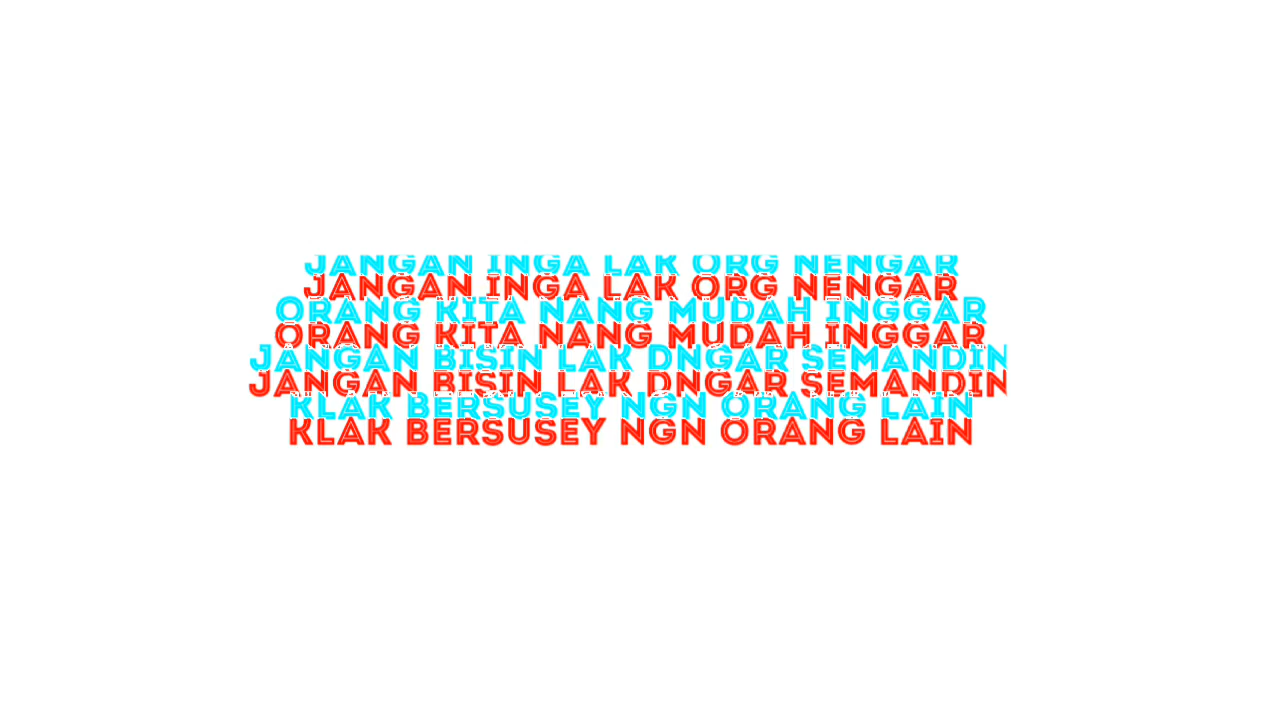 JANGAN INGA LAK ORG NENGAR
JANGAN INGA LAK ORG NENGAR
ORANG KITA NANG MUDAH INGGAR
ORANG KITA NANG MUDAH INGGAR
JANGAN BISIN LAK DNGAR SEMANDIN
JANGAN BISIN LAK DNGAR SEMANDIN
KLAK BERSUSEY NGN ORANG LAIN
KLAK BERSUSEY NGN ORANG LAIN